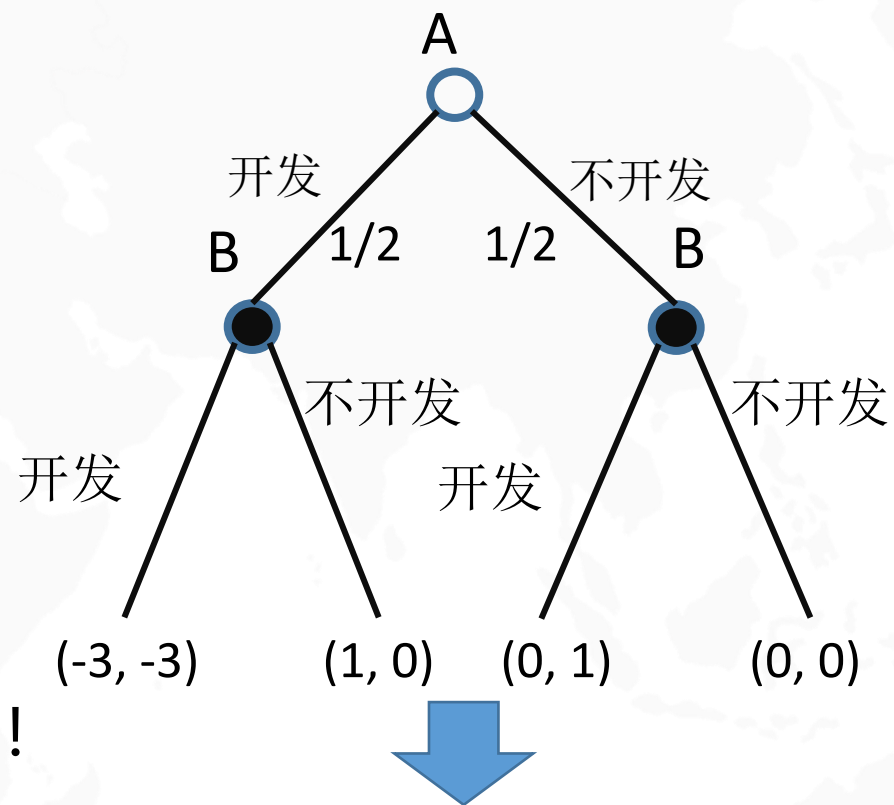 A
开发
不开发
B
1/2
1/2
B
不开发
不开发
开发
开发
(-3, -3)
(1, 0)
(0, 1)
(0, 0)
!